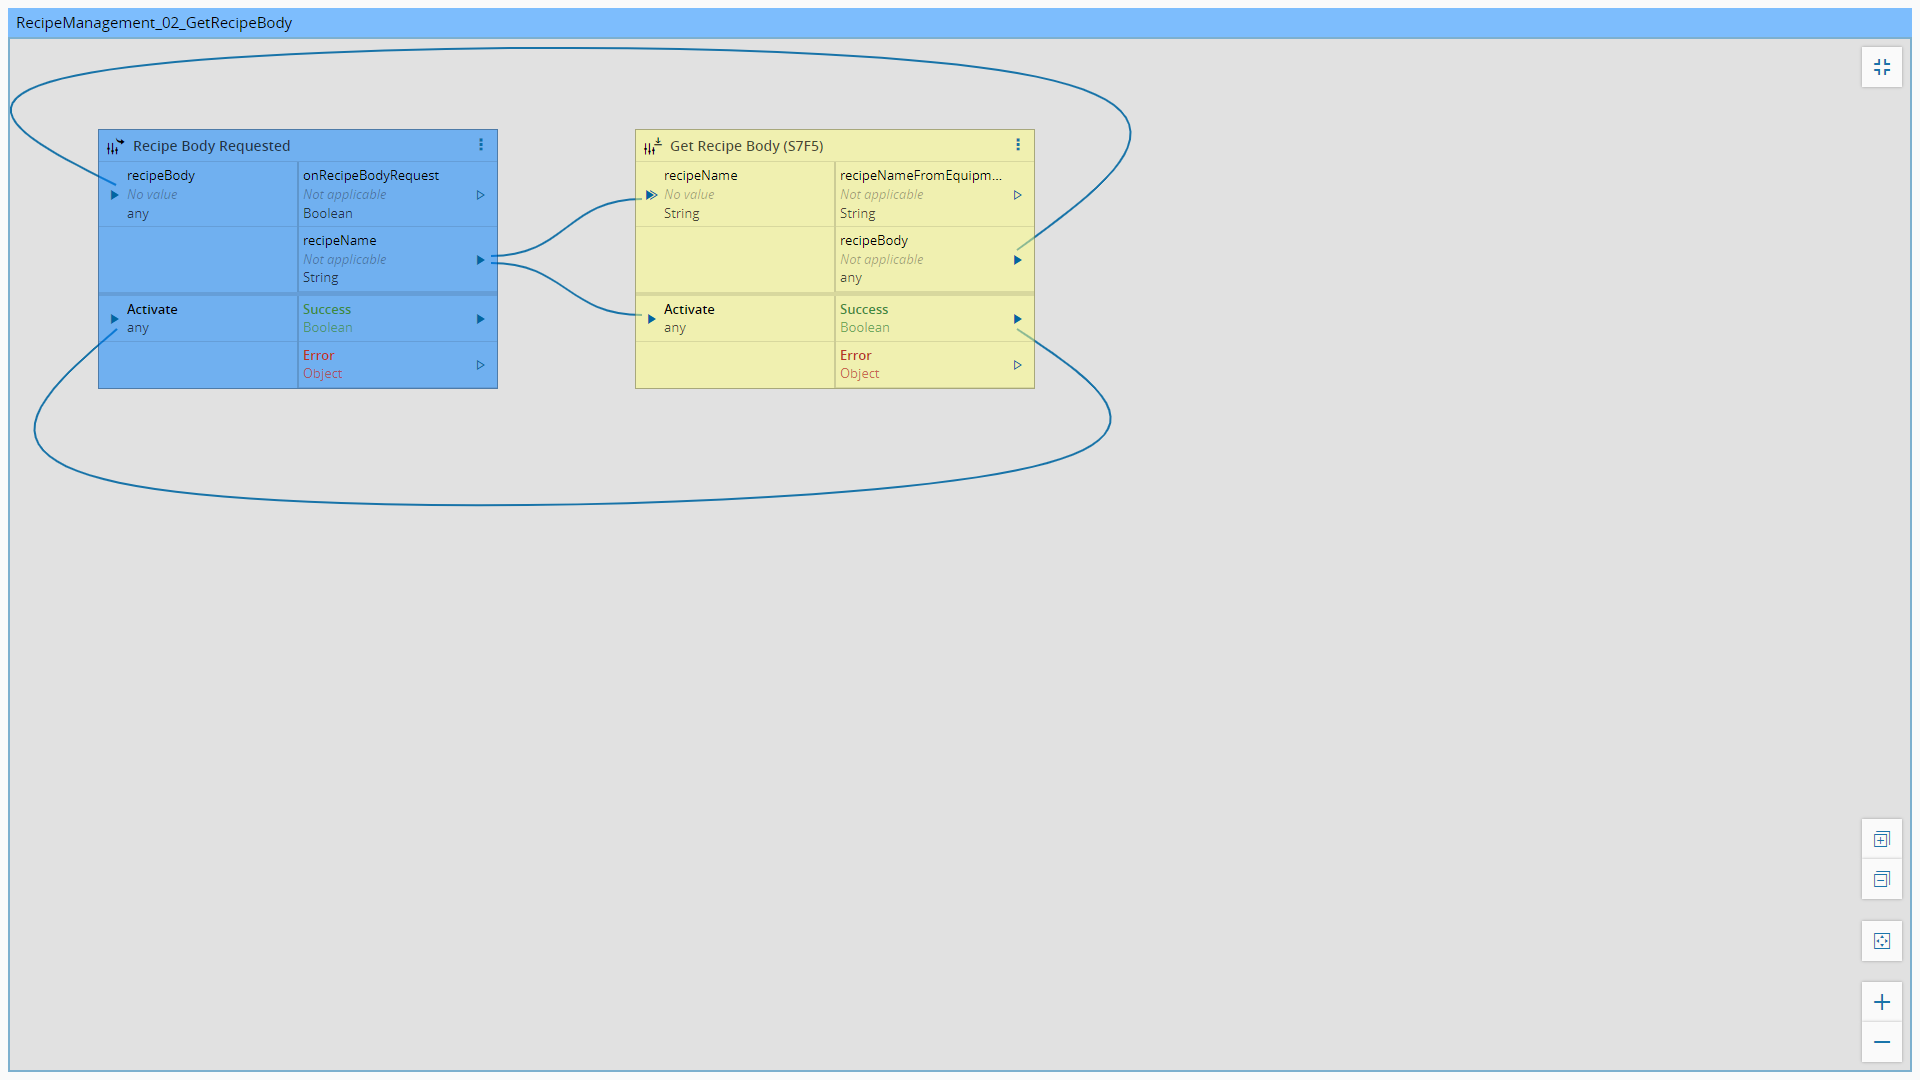 RecipeManagement_02_GetRecipeBody
Recipe Body Requested
recipeBody
No value
any
onRecipeBodyRequest
Not applicable
Boolean
recipeName
Not applicable
String
Activate
any
Success
Boolean
Error
Object
Get Recipe Body (S7F5)
recipeName
No value
String
recipeNameFromEquipm...
Not applicable
String
recipeBody
Not applicable
any
Activate
any
Success
Boolean
Error
Object